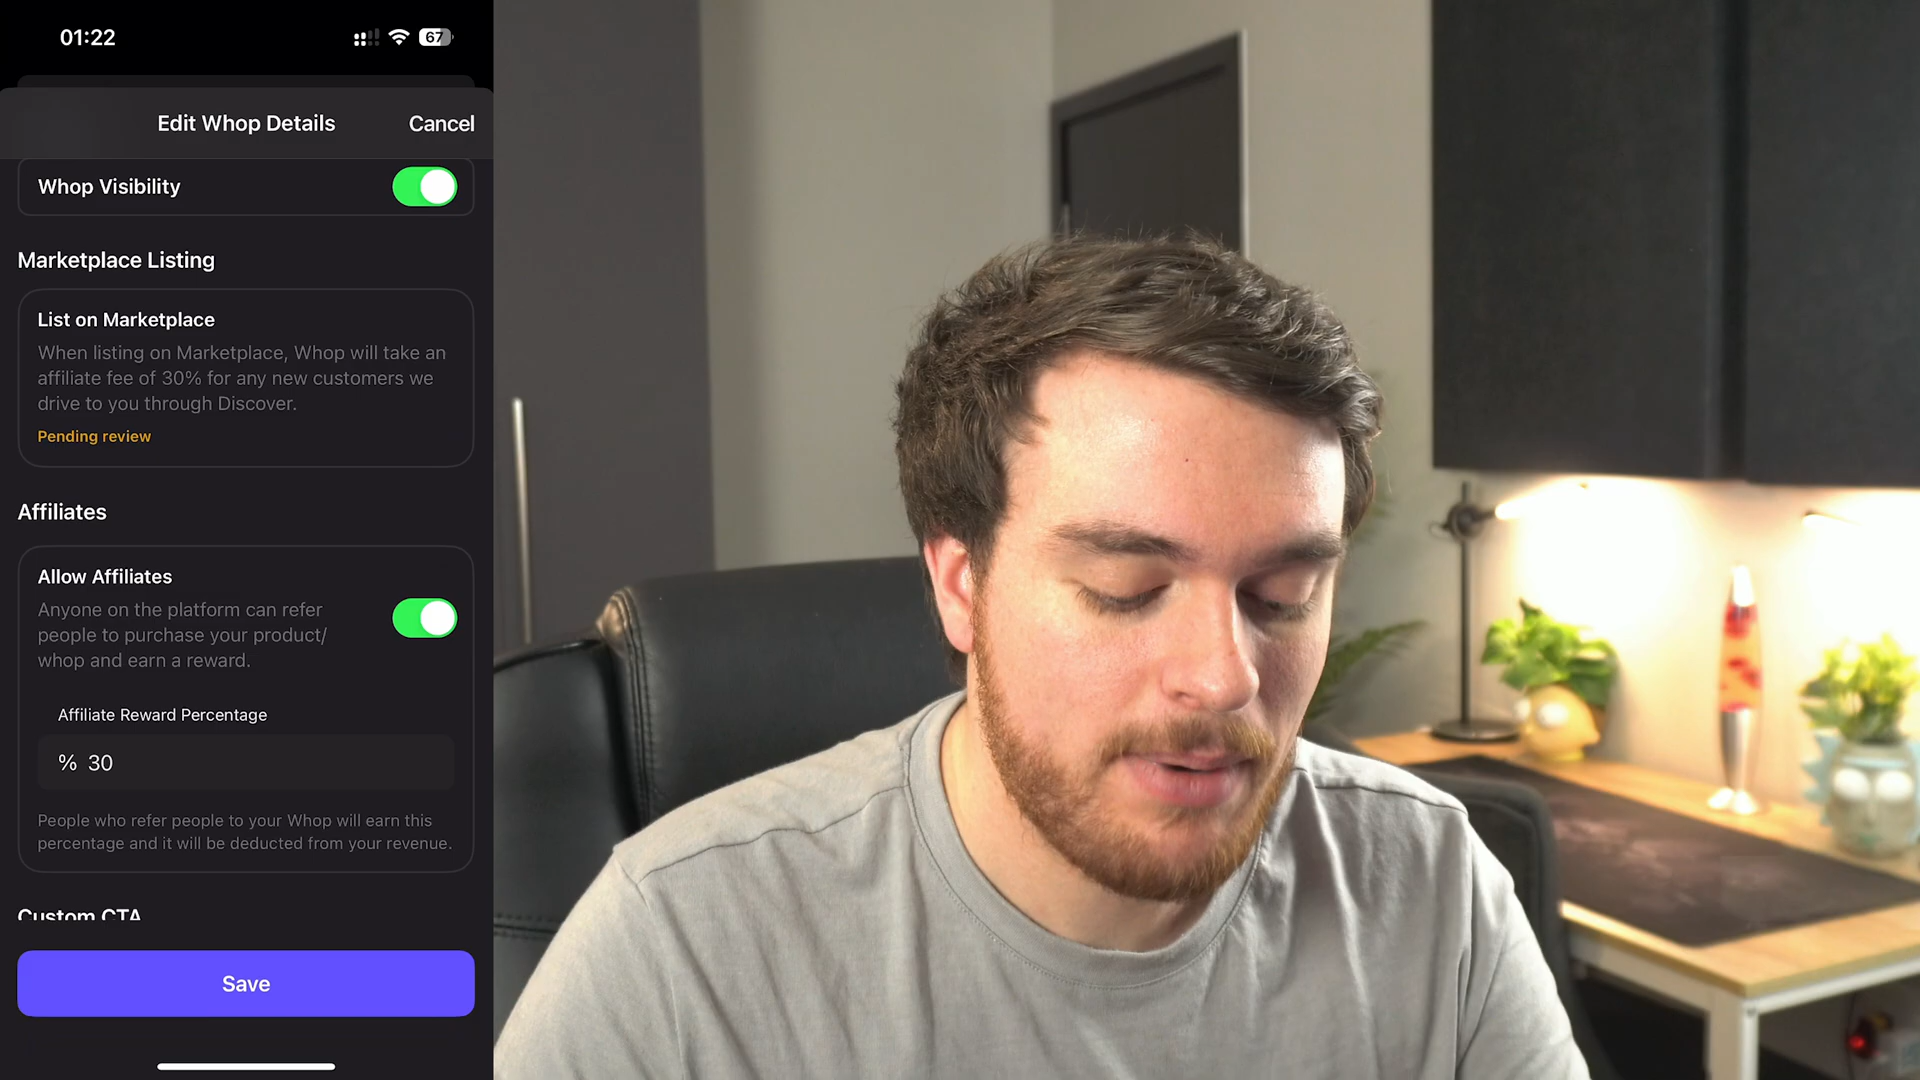 01:22
67
Edit Whop Details
Cancel
Whop Visibility
Marketplace Listing
List on Marketplace
When listing on Marketplace, Whop will take an
affiliate fee of 30% for any new customers we
drive to you through Discover.
Pending review
Affiliates
Allow Affiliates
Anyone on the platform can refer
people to purchase your product/
whop and earn a reward.
Affiliate Reward Percentage
% 30
People who refer people to your Whop will earn this
percentage and it will be deducted from your revenue.
Custom CTA
Save